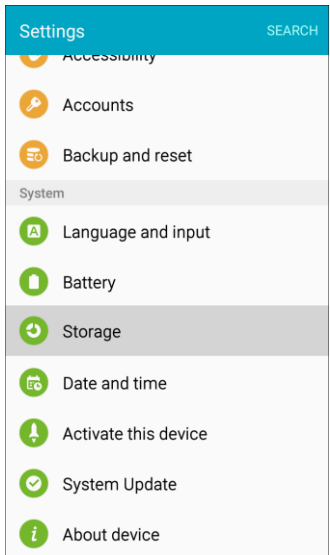 Settings
SEARCH
Accessibility
Accounts
Backup and reset
System
A
Language and input
Battery
Storage
Date and time
Activate this device
System Update
i
About device